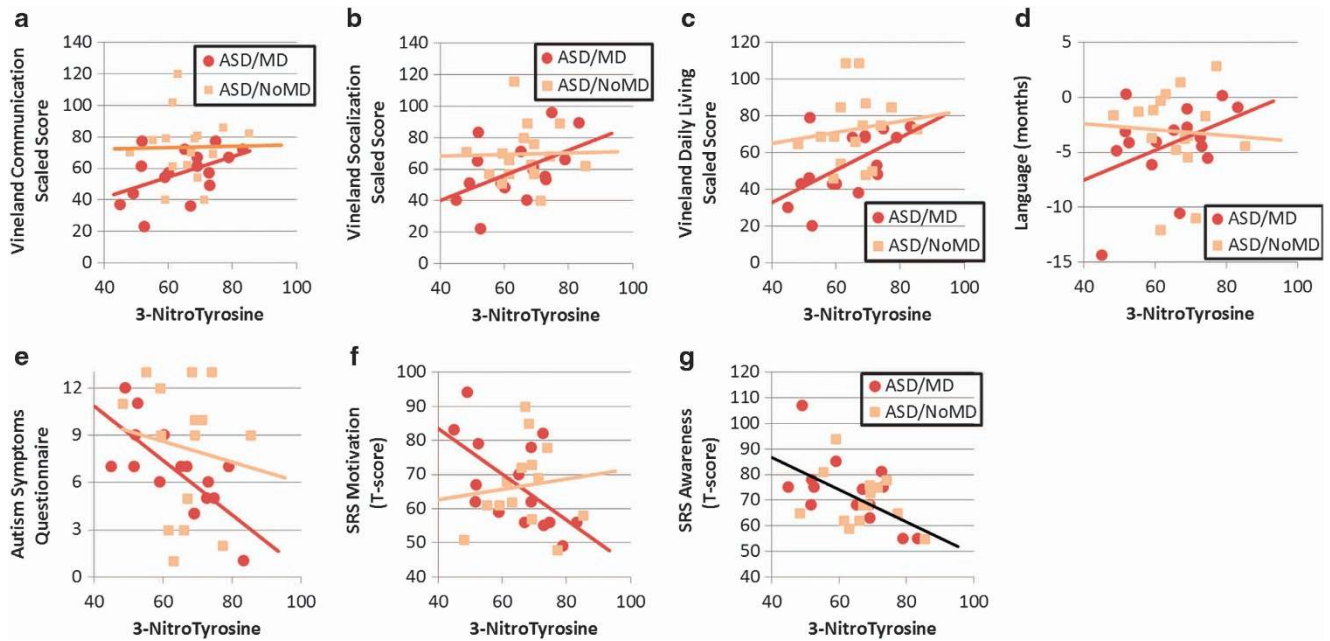 a
Vineland Communication
Scaled Score
140
120
100
80
60
40
20
0
ASD/MD
ASD/NoMD
40 60 80 100
3-NitroTyrosine
b
Vineland Socalization
Scaled Score
140
120
100
80
60
40
20
0
ASD/MD
ASD/NoMD
40 60 80 100
3-NitroTyrosine
c
Vineland Daily Living
Scaled Score
120
100
80
60
40
20
0
ASD/MD
ASD/NoMD
40 60 80 100
3-NitroTyrosine
d
Language (months)
5
0
-5
-10
-15
ASD/MD
ASD/NoMD
40 60 80 100
3-NitroTyrosine
e
Autism Symptoms
Questionnaire
12
9
6
3
0
40 60 80 100
3-NitroTyrosine
f
SRS Motivation
(T-score)
100
90
80
70
60
50
40
40 60 80 100
3-NitroTyrosine
g
SRS Awareness
(T-score)
120
110
100
90
80
70
60
50
40
ASD/MD
ASD/NoMD
40 60 80 100
3-NitroTyrosine